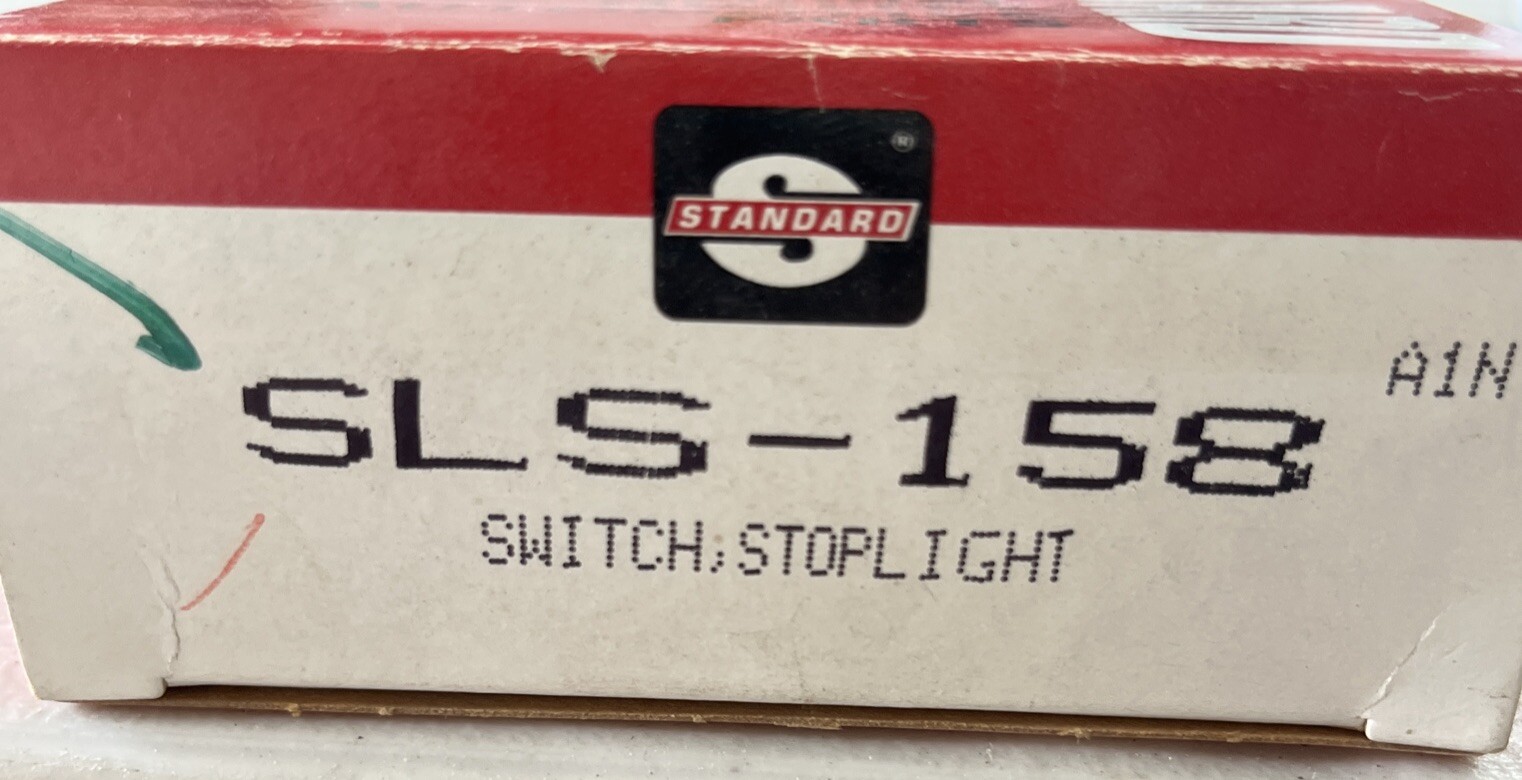 ®
STANDARD
A1N
SLS-158
SWITCH;STOPLIGHT